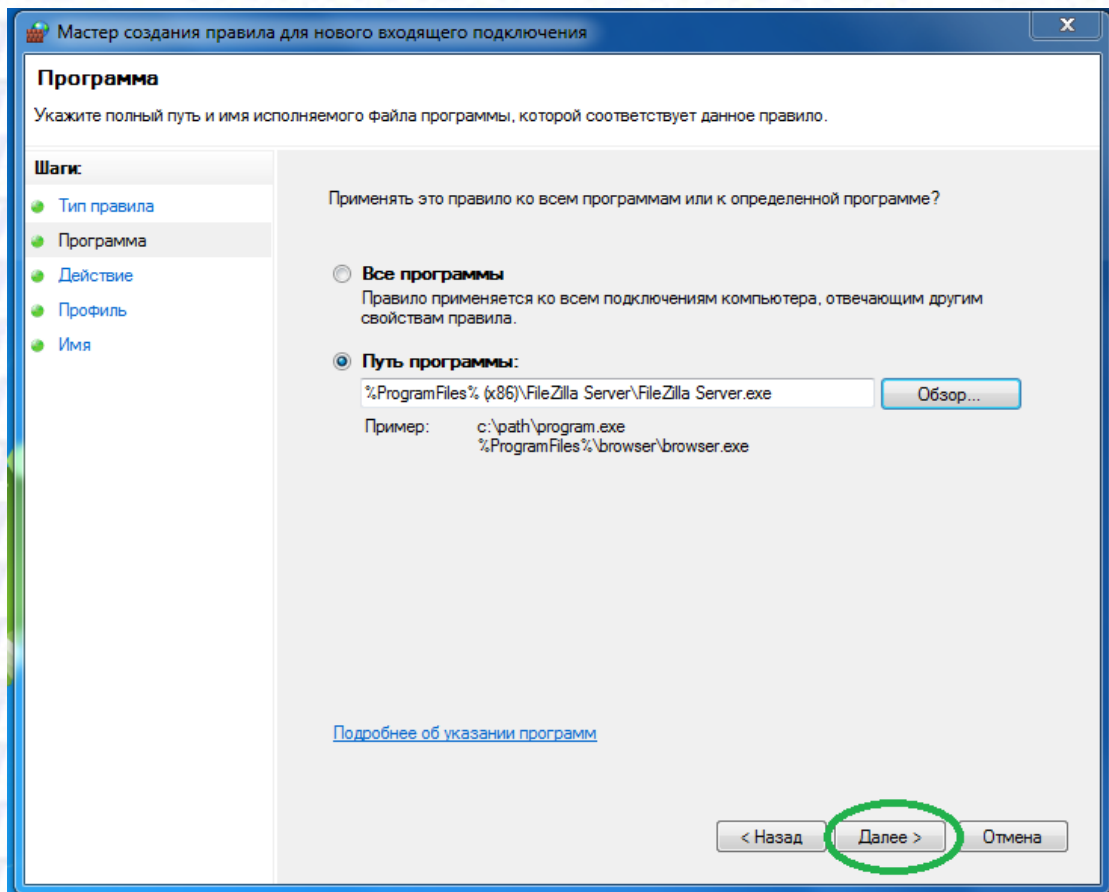 Мастер создания правила для нового входящего подключения
x
Программа
Укажите полный путь и имя исполняемого файла программы, которой соответствует данное правило.
Шаги:
Тип правила
Программа
Действие
Профиль
Имя
Применять это правило ко всем программам или к определенной программе?
Все программы
Правило применяется ко всем подключениям компьютера, отвечающим другим
свойствам правила.
Путь программы:
%ProgramFiles% (x86)\FileZilla Server\FileZilla Server.exe
Обзор...
Пример: c:\path\program.exe
%ProgramFiles%\browser\browser.exe
Подробнее об указании программ
< Назад
Далее >
Отмена